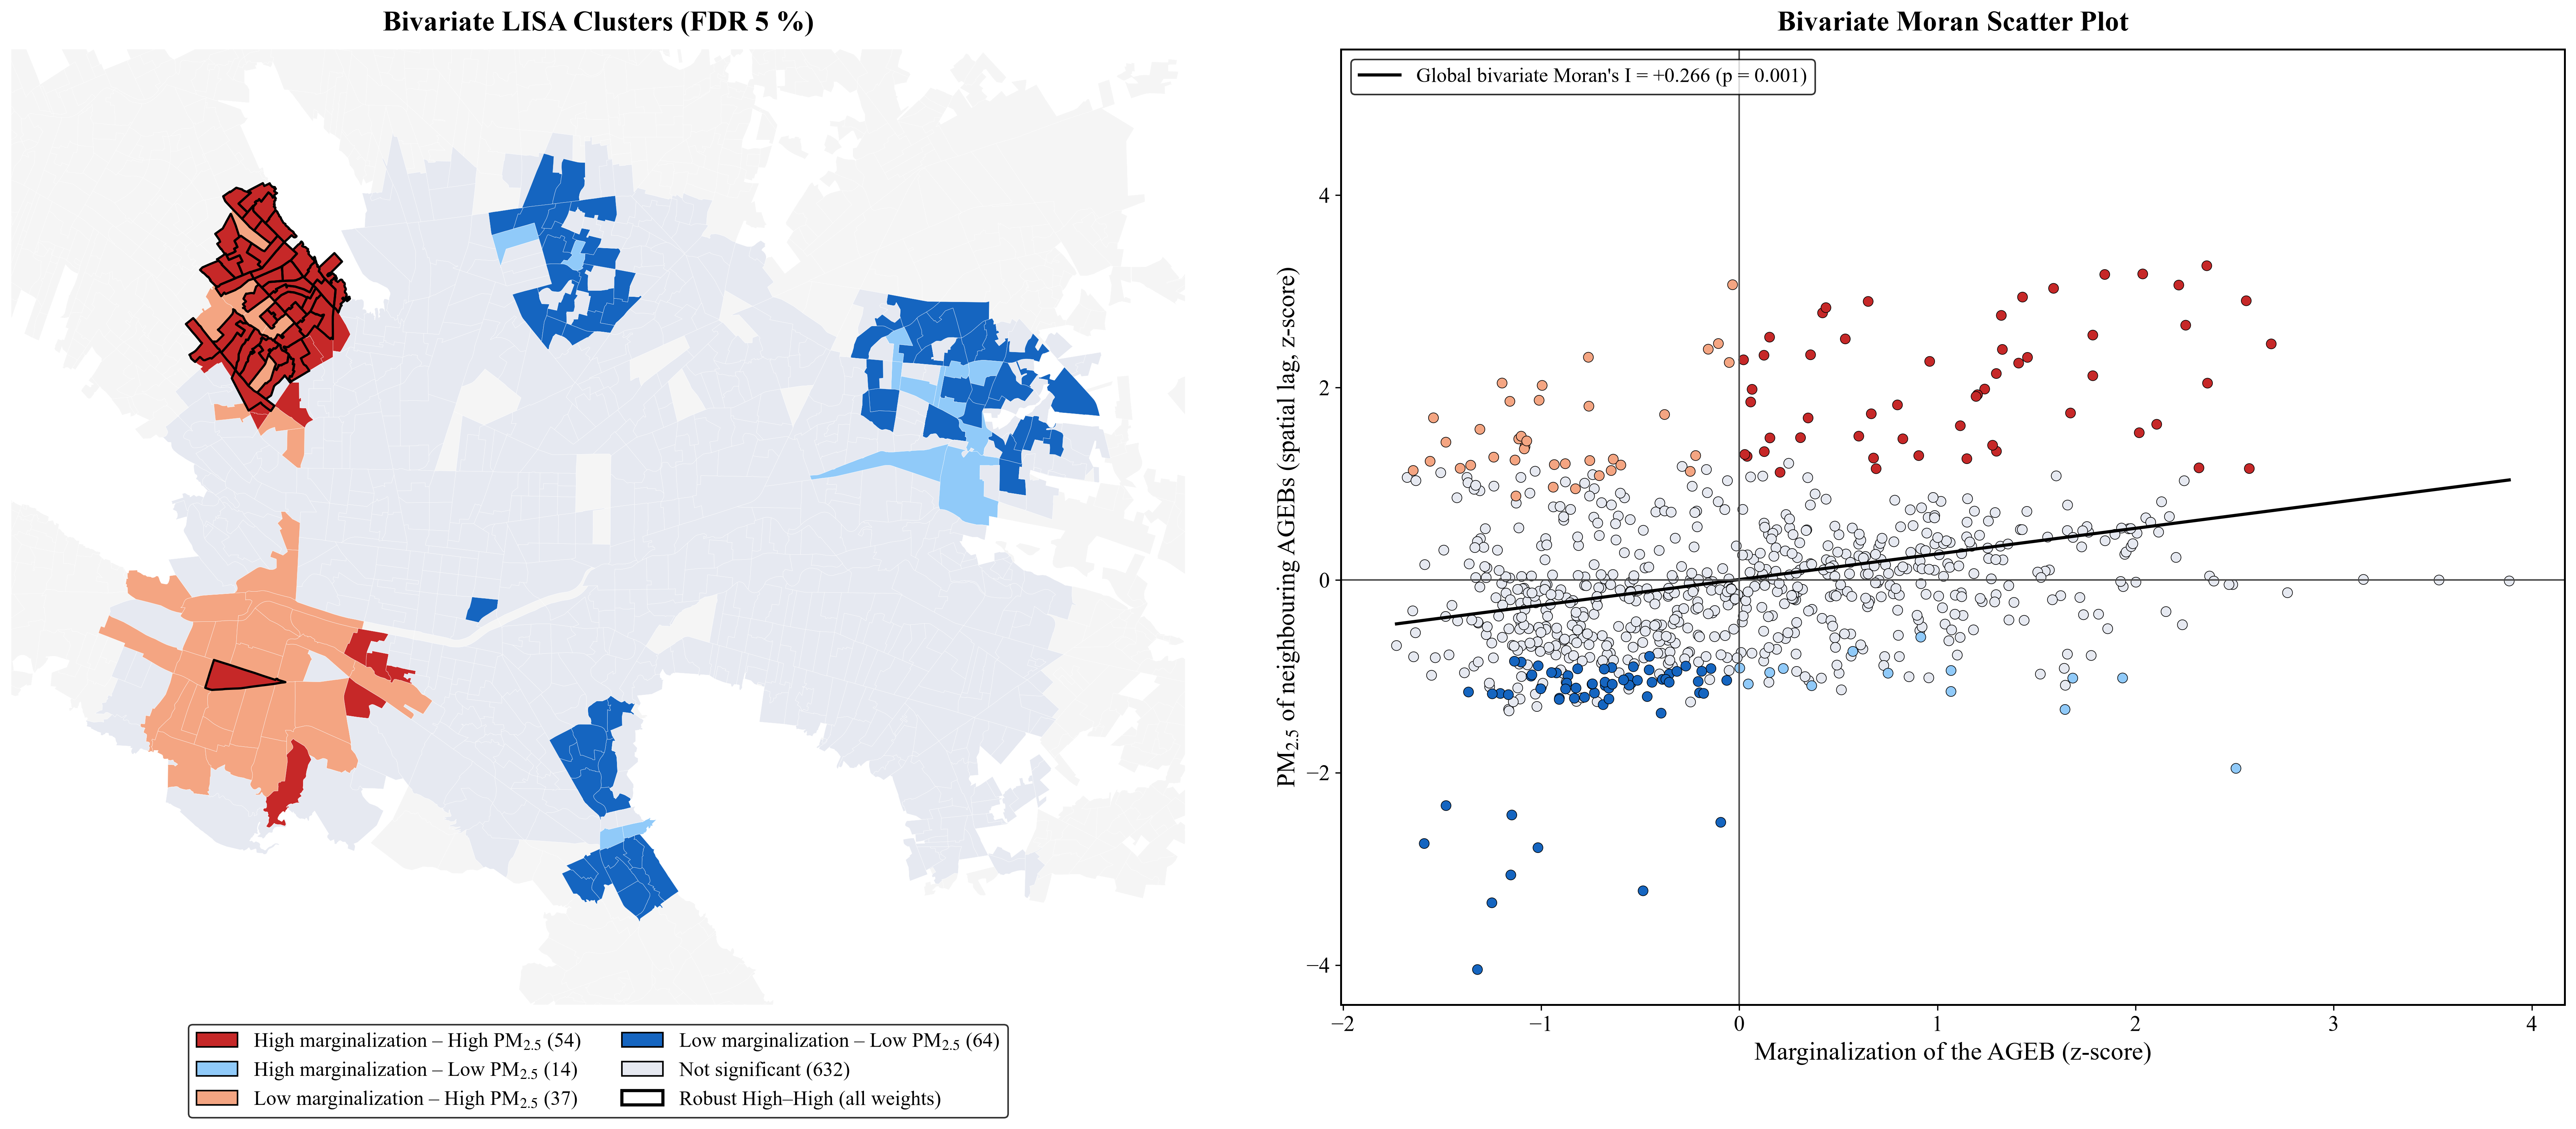 Bivariate LISA Clusters (FDR 5 %)
High marginalization – High PM₂.₅ (54)
High marginalization – Low PM₂.₅ (14)
Low marginalization – High PM₂.₅ (37)
Low marginalization – Low PM₂.₅ (64)
Not significant (632)
Robust High–High (all weights)
Bivariate Moran Scatter Plot
Global bivariate Moran's I = +0.266 (p = 0.001)
PM₂.₅ of neighbouring AGEBs (spatial lag, z-score)
4
2
0
−2
−4
−2 −1 0 1 2 3 4
Marginalization of the AGEB (z-score)